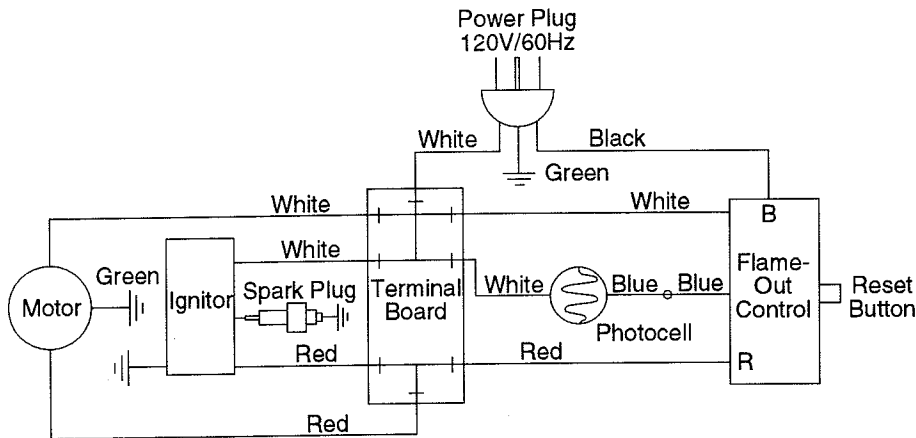 Power Plug
120V/60Hz
White
Black
Green
White
White
B
White
Green
Motor
Ignitor
Spark Plug
Terminal
Board
White
Blue
Blue
Photocell
Flame-
Out
Control
Reset
Button
Red
Red
R
Red